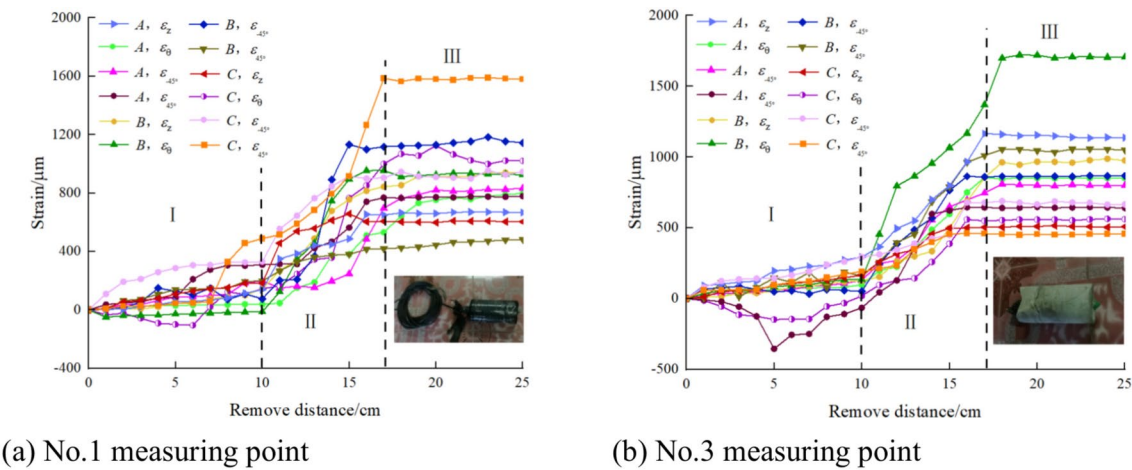 2000
1600
1200
800
400
0
-400
Strain/μm
A, εz
A, εθ
A, ε-45°
A, ε45°
B, εz
B, εθ
B, ε-45°
B, ε45°
C, εz
C, εθ
C, ε-45°
C, ε45°
I
II
III
0 5 10 15 20 25
Remove distance/cm
(a) No.1 measuring point
2000
1500
1000
500
0
-500
Strain/μm
A, εz
A, εθ
A, ε-45°
A, ε45°
B, εz
B, εθ
B, ε-45°
B, ε45°
C, εz
C, εθ
C, ε-45°
C, ε45°
I
II
III
0 5 10 15 20 25
Remove distance/cm
(b) No.3 measuring point